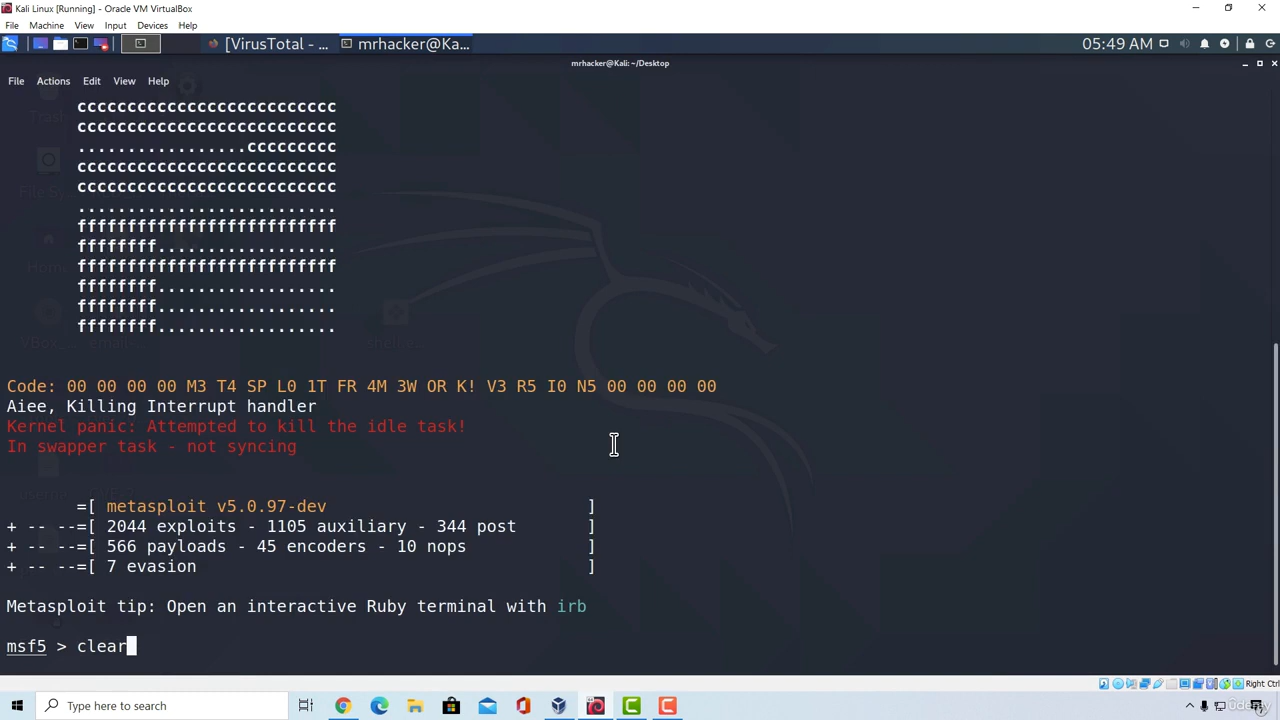 Kali Linux [Running] - Oracle VM VirtualBox
File Machine View Input Devices Help
[VirusTotal - ...
mrhacker@Ka...
05:49 AM
mrhacker@Kali: ~/Desktop
File Actions Edit View Help
cccccccccccccccccccccccccc
cccccccccccccccccccccccccc
.................ccccccccc
cccccccccccccccccccccccccc
cccccccccccccccccccccccccc
..........................
ffffffffffffffffffffffffff
ffffffff..................
ffffffffffffffffffffffffff
ffffffff..................
ffffffff..................
ffffffff..................
Code: 00 00 00 00 M3 T4 SP L0 1T FR 4M 3W OR K! V3 R5 I0 N5 00 00 00 00
Aiee, Killing Interrupt handler
Kernel panic: Attempted to kill the idle task!
In swapper task - not syncing
=[ metasploit v5.0.97-dev ]
+ -- --=[ 2044 exploits - 1105 auxiliary - 344 post ]
+ -- --=[ 566 payloads - 45 encoders - 10 nops ]
+ -- --=[ 7 evasion ]
Metasploit tip: Open an interactive Ruby terminal with irb
msf5 > clear
Right Ctrl
Type here to search
Udemy